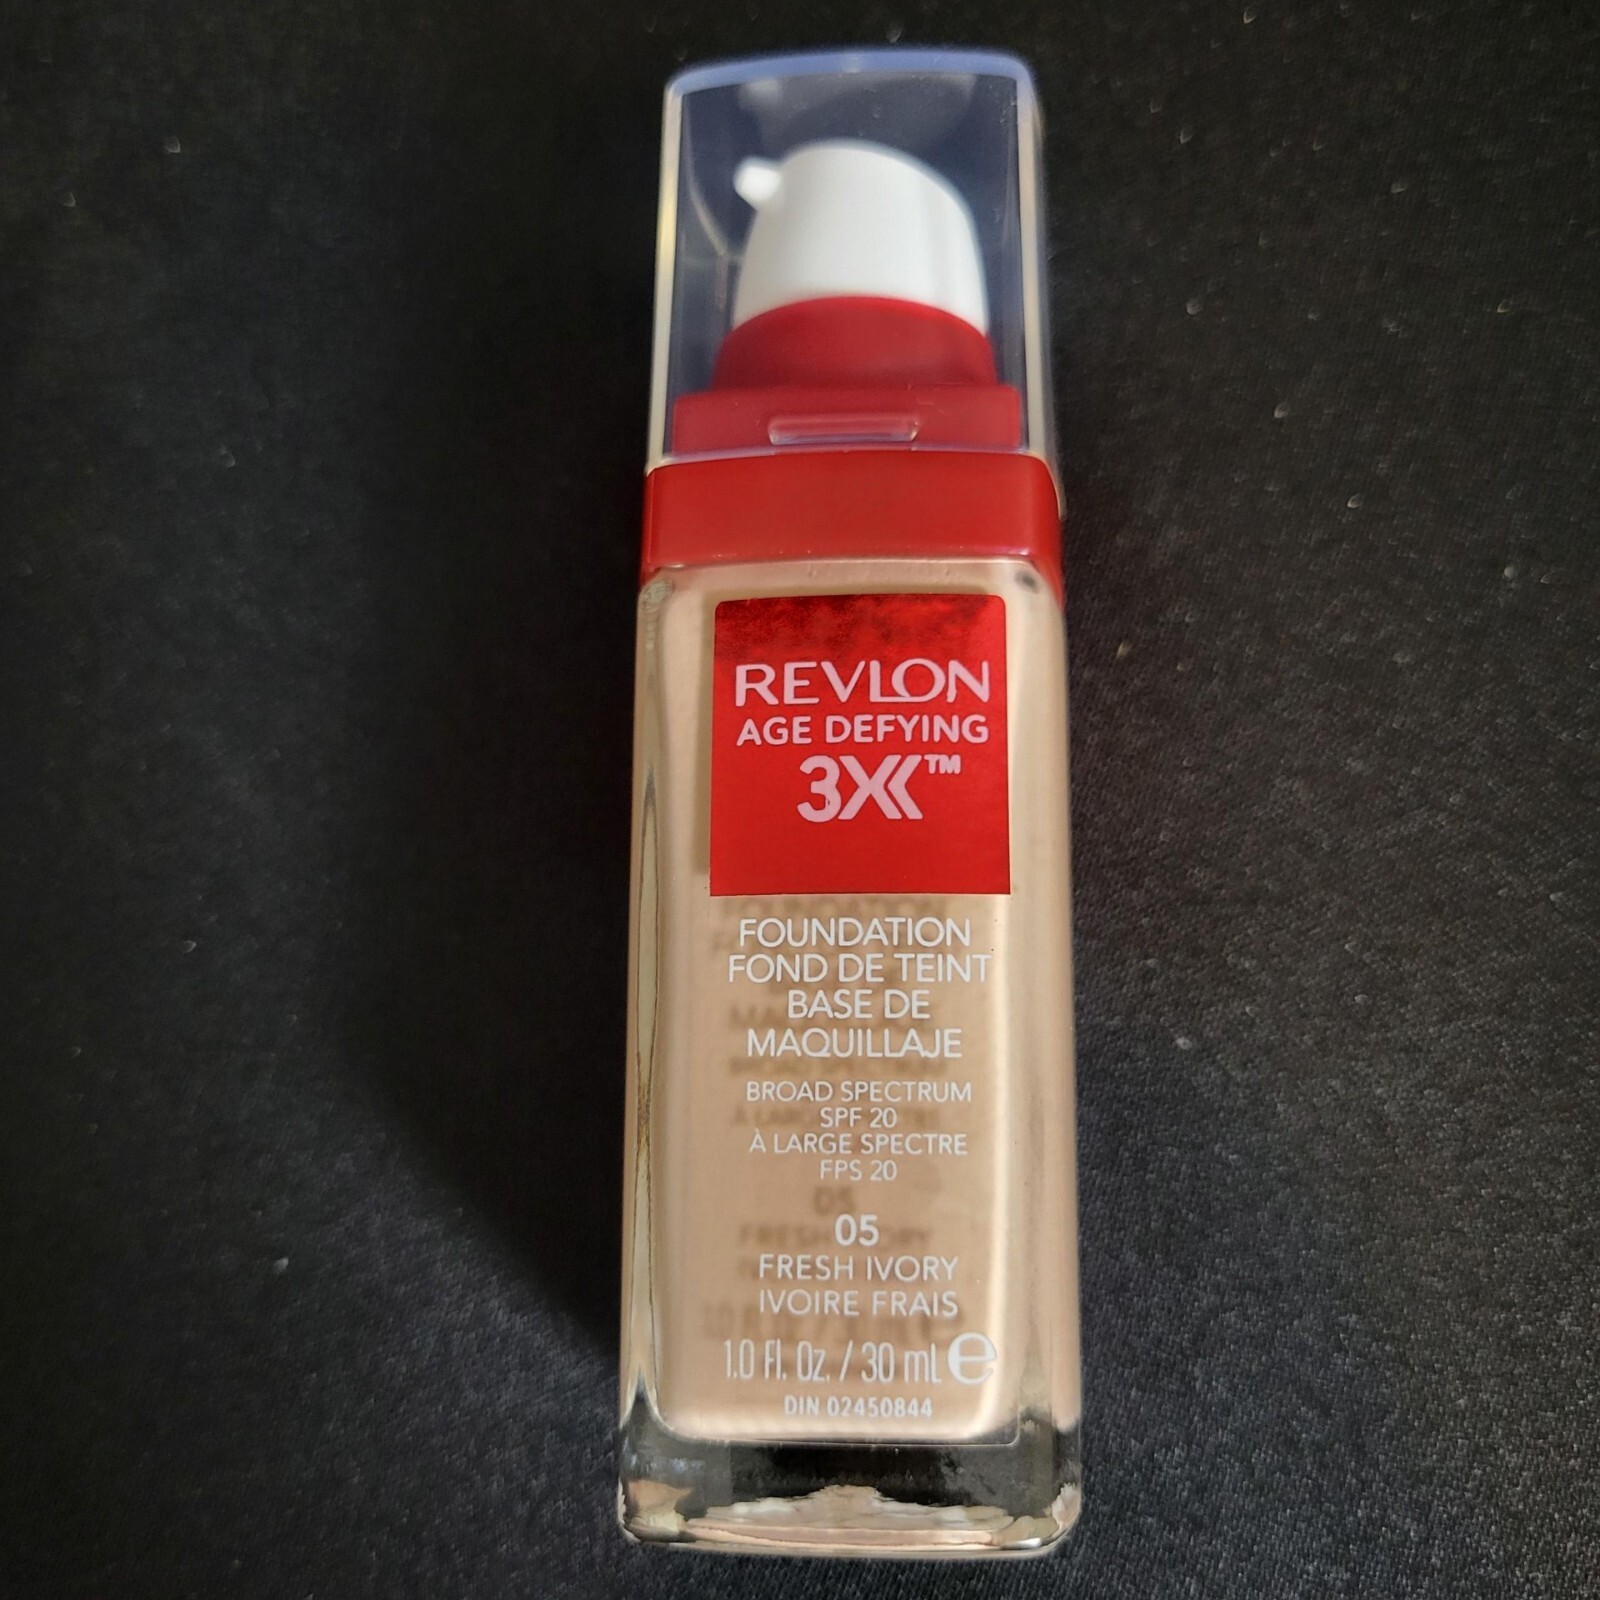 REVLON
AGE DEFYING
3X™
FOUNDATION
FOND DE TEINT
BASE DE
MAQUILLAJE
BROAD SPECTRUM
SPF 20
À LARGE SPECTRE
FPS 20
05
FRESH IVORY
IVOIRE FRAIS
1.0 Fl. Oz. / 30 mL ℮
DIN 02450844